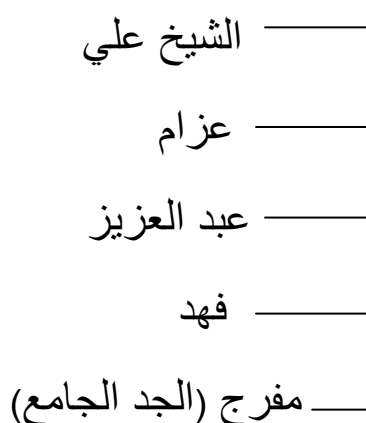 الشيخ علي
عزام
عبد العزيز
فهد
مفرج (الجد الجامع)